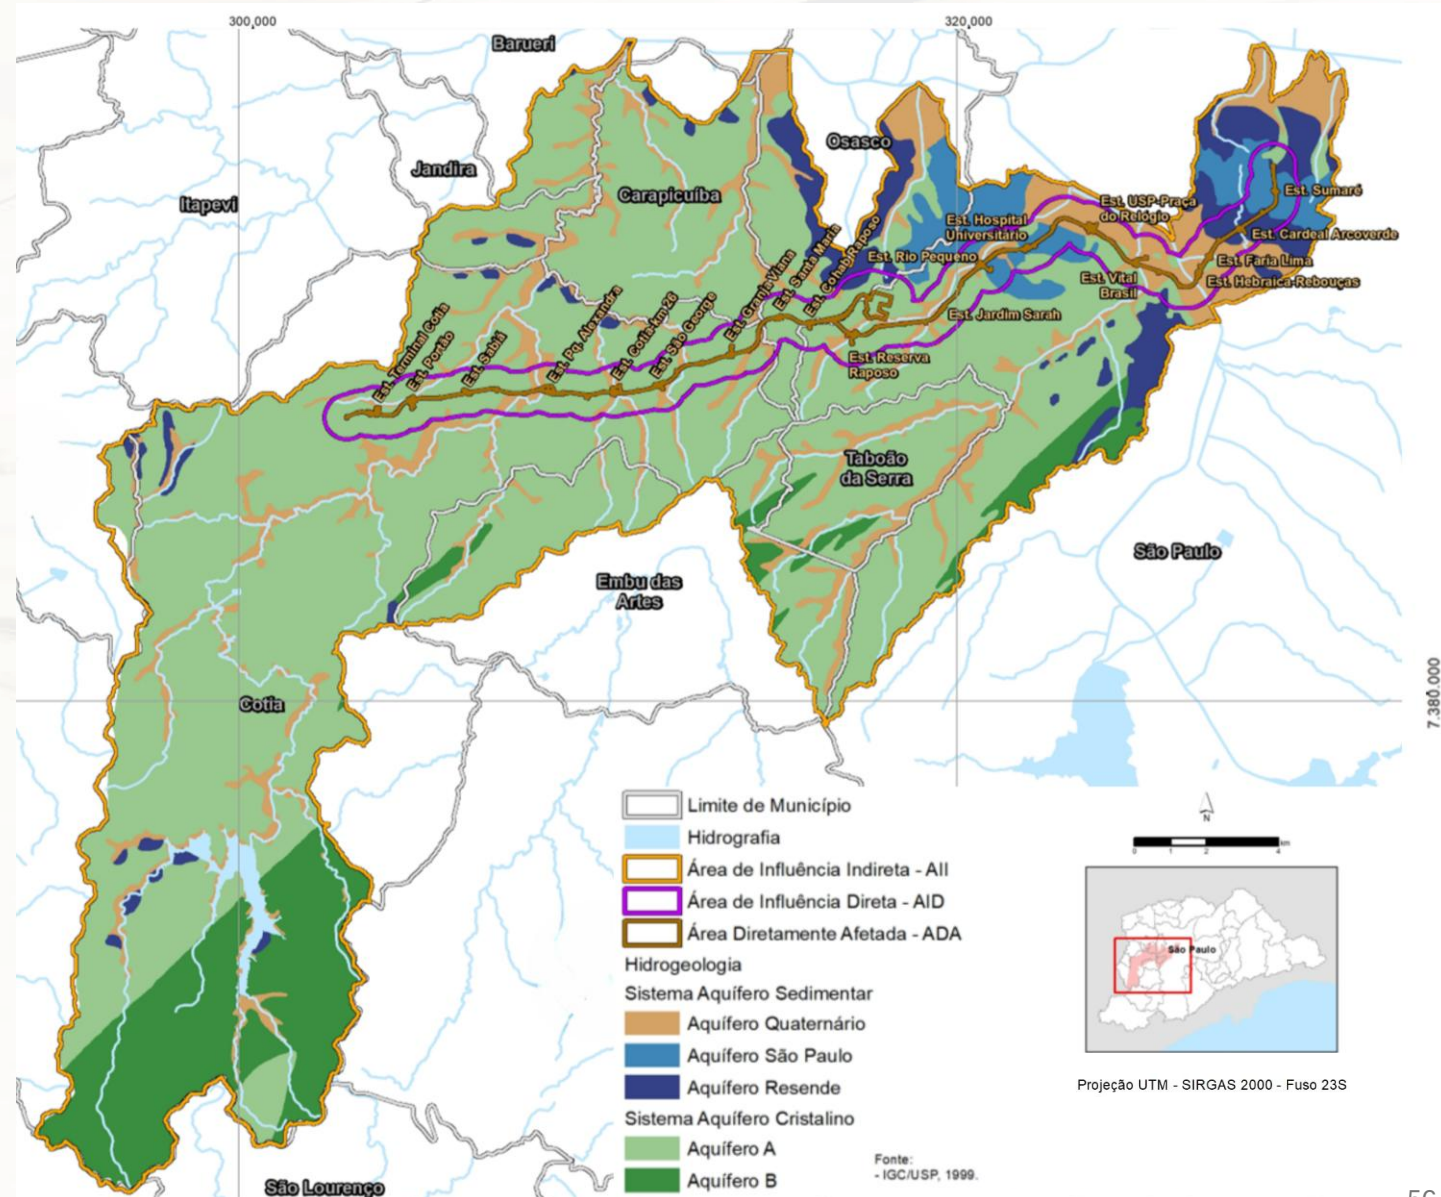 300,000
320,000
Barueri
Osasco
Jandira
Carapicuíba
Itapevi
Est. Sumaré
Est. USP-Praça
do Relógio
Est. Hospital
Universitário
Est. Cardeal Arcoverde
Est. Rio Pequeno
Est. Faria Lima
Est. Vital
Brasil
Est. Hebraica-Rebouças
Est. Terminal Cotia
Est. Portão
Est. Sabiá
Est. Pq. Alexandra
Est. Cotia-km26
Est. São George
Est. Granja Viana
Est. Santa Maria
Est. Cohab Raposo
Est. Jardim Sarah
Est. Reserva
Raposo
Taboão
da Serra
São Paulo
Embu das
Artes
Cotia
7.380.000
Limite de Município
Hidrografia
Área de Influência Indireta - AII
Área de Influência Direta - AID
Área Diretamente Afetada - ADA
Hidrogeologia
Sistema Aquífero Sedimentar
Aquífero Quaternário
Aquífero São Paulo
Aquífero Resende
Sistema Aquífero Cristalino
Aquífero A
Aquífero B
Fonte:
- IGC/USP, 1999.
N
0 1 2 4 km
São Paulo
Projeção UTM - SIRGAS 2000 - Fuso 23S
São Lourenço